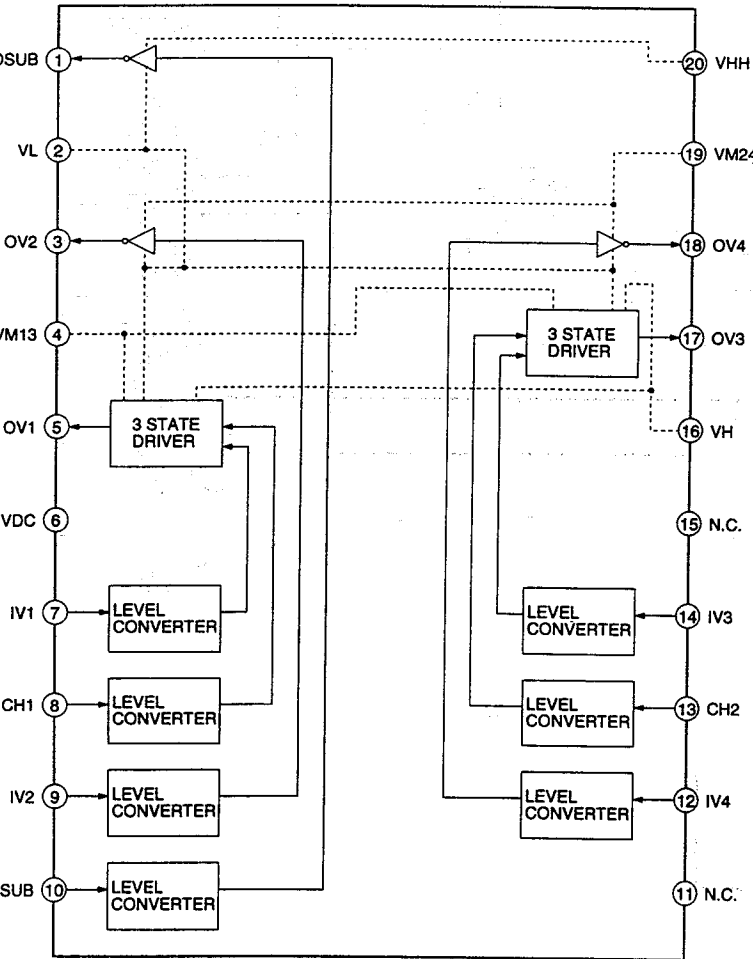 OSUB 1
20 VHH
VL 2
19 VM24
OV2 3
18 OV4
VM13 4
3 STATE
DRIVER
17 OV3
OV1 5
3 STATE
DRIVER
16 VH
VDC 6
15 N.C.
IV1 7
LEVEL
CONVERTER
LEVEL
CONVERTER
14 IV3
CH1 8
LEVEL
CONVERTER
LEVEL
CONVERTER
13 CH2
IV2 9
LEVEL
CONVERTER
LEVEL
CONVERTER
12 IV4
SUB 10
LEVEL
CONVERTER
11 N.C.